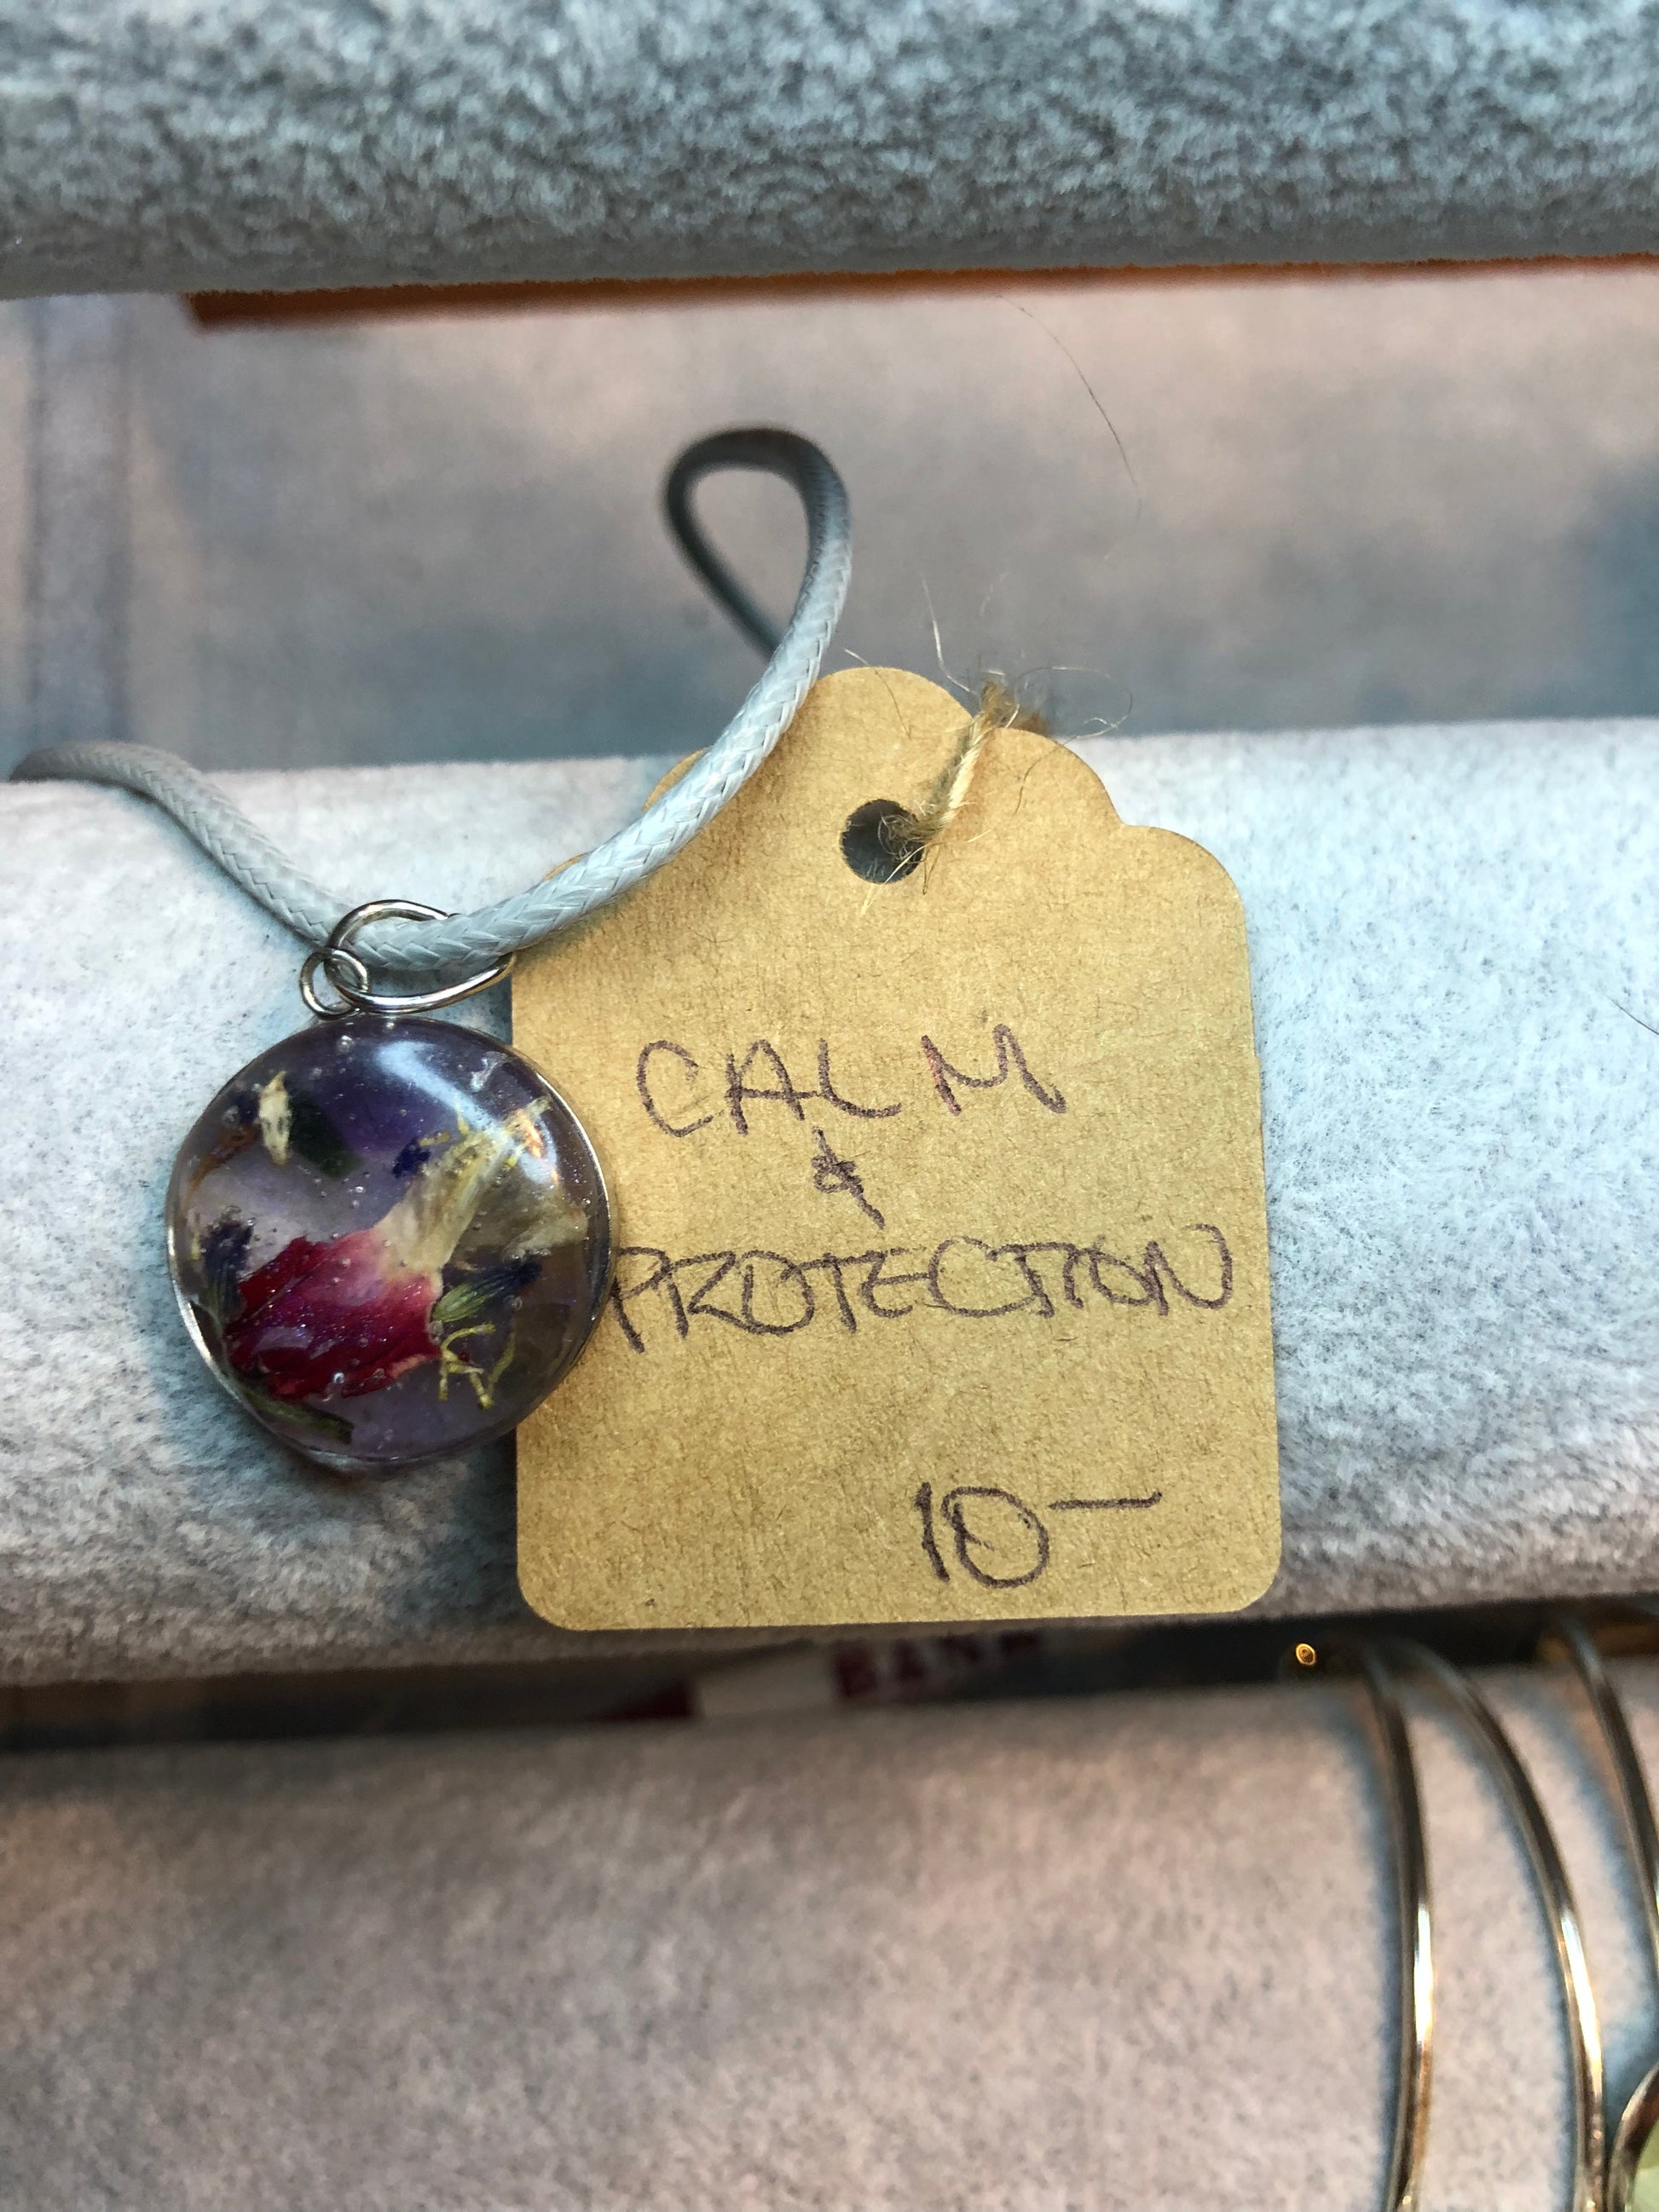 CALM
&
PROTECTION
10—